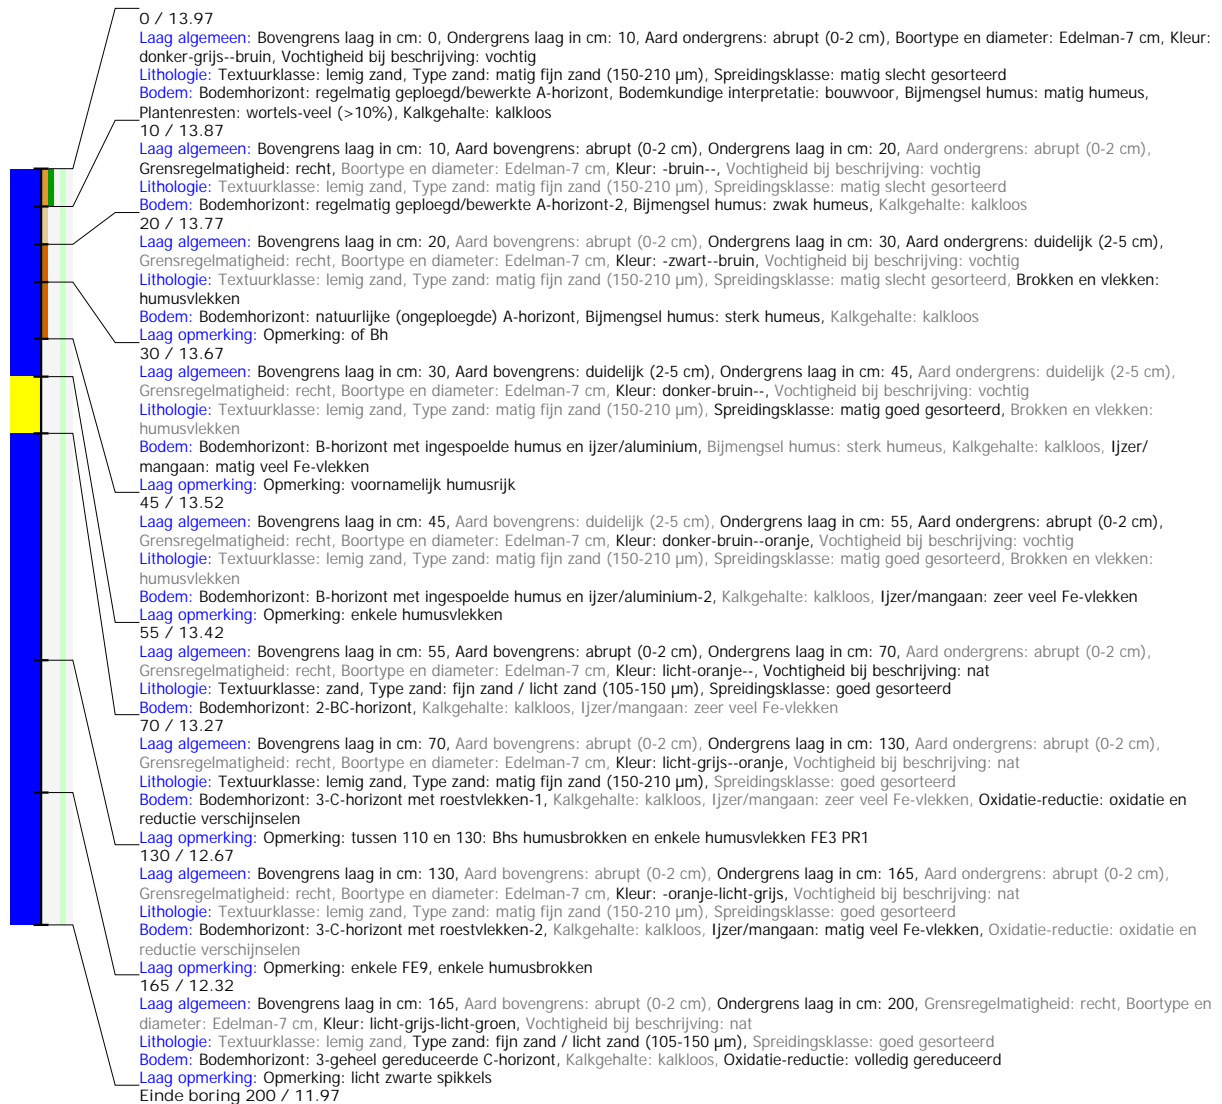 0 / 13.97
Laag algemeen: Bovengrens laag in cm: 0, Ondergrens laag in cm: 10, Aard ondergrens: abrupt (0-2 cm), Boortype en diameter: Edelman-7 cm, Kleur:
donker-grijs--bruin, Vochtigheid bij beschrijving: vochtig
Lithologie: Textuurklasse: lemig zand, Type zand: matig fijn zand (150-210 µm), Spreidingsklasse: matig slecht gesorteerd
Bodem: Bodemhorizont: regelmatig geploegd/bewerkte A-horizont, Bodemkundige interpretatie: bouwvoor, Bijmengsel humus: matig humeus,
Plantenresten: wortels-veel (>10%), Kalkgehalte: kalkloos
10 / 13.87
Laag algemeen: Bovengrens laag in cm: 10, Aard bovengrens: abrupt (0-2 cm), Ondergrens laag in cm: 20, Aard ondergrens: abrupt (0-2 cm),
Grensregelmatigheid: recht, Boortype en diameter: Edelman-7 cm, Kleur: -bruin--, Vochtigheid bij beschrijving: vochtig
Lithologie: Textuurklasse: lemig zand, Type zand: matig fijn zand (150-210 µm), Spreidingsklasse: matig slecht gesorteerd
Bodem: Bodemhorizont: regelmatig geploegd/bewerkte A-horizont-2, Bijmengsel humus: zwak humeus, Kalkgehalte: kalkloos
20 / 13.77
Laag algemeen: Bovengrens laag in cm: 20, Aard bovengrens: abrupt (0-2 cm), Ondergrens laag in cm: 30, Aard ondergrens: duidelijk (2-5 cm),
Grensregelmatigheid: recht, Boortype en diameter: Edelman-7 cm, Kleur: -zwart--bruin, Vochtigheid bij beschrijving: vochtig
Lithologie: Textuurklasse: lemig zand, Type zand: matig fijn zand (150-210 µm), Spreidingsklasse: matig slecht gesorteerd, Brokken en vlekken:
humusvlekken
Bodem: Bodemhorizont: natuurlijke (ongeploegde) A-horizont, Bijmengsel humus: sterk humeus, Kalkgehalte: kalkloos
Laag opmerking: Opmerking: of Bh
30 / 13.67
Laag algemeen: Bovengrens laag in cm: 30, Aard bovengrens: duidelijk (2-5 cm), Ondergrens laag in cm: 45, Aard ondergrens: duidelijk (2-5 cm),
Grensregelmatigheid: recht, Boortype en diameter: Edelman-7 cm, Kleur: donker-bruin--, Vochtigheid bij beschrijving: vochtig
Lithologie: Textuurklasse: lemig zand, Type zand: matig fijn zand (150-210 µm), Spreidingsklasse: matig goed gesorteerd, Brokken en vlekken:
humusvlekken
Bodem: Bodemhorizont: B-horizont met ingespoelde humus en ijzer/aluminium, Bijmengsel humus: sterk humeus, Kalkgehalte: kalkloos, Ijzer/
mangaan: matig veel Fe-vlekken
Laag opmerking: Opmerking: voornamelijk humusrijk
45 / 13.52
Laag algemeen: Bovengrens laag in cm: 45, Aard bovengrens: duidelijk (2-5 cm), Ondergrens laag in cm: 55, Aard ondergrens: abrupt (0-2 cm),
Grensregelmatigheid: recht, Boortype en diameter: Edelman-7 cm, Kleur: donker-bruin--oranje, Vochtigheid bij beschrijving: vochtig
Lithologie: Textuurklasse: lemig zand, Type zand: matig fijn zand (150-210 µm), Spreidingsklasse: matig goed gesorteerd, Brokken en vlekken:
humusvlekken
Bodem: Bodemhorizont: B-horizont met ingespoelde humus en ijzer/aluminium-2, Kalkgehalte: kalkloos, Ijzer/mangaan: zeer veel Fe-vlekken
Laag opmerking: Opmerking: enkele humusvlekken
55 / 13.42
Laag algemeen: Bovengrens laag in cm: 55, Aard bovengrens: abrupt (0-2 cm), Ondergrens laag in cm: 70, Aard ondergrens: abrupt (0-2 cm),
Grensregelmatigheid: recht, Boortype en diameter: Edelman-7 cm, Kleur: licht-oranje--, Vochtigheid bij beschrijving: nat
Lithologie: Textuurklasse: zand, Type zand: fijn zand / licht zand (105-150 µm), Spreidingsklasse: goed gesorteerd
Bodem: Bodemhorizont: 2-BC-horizont, Kalkgehalte: kalkloos, Ijzer/mangaan: zeer veel Fe-vlekken
70 / 13.27
Laag algemeen: Bovengrens laag in cm: 70, Aard bovengrens: abrupt (0-2 cm), Ondergrens laag in cm: 130, Aard ondergrens: abrupt (0-2 cm),
Grensregelmatigheid: recht, Boortype en diameter: Edelman-7 cm, Kleur: licht-grijs--oranje, Vochtigheid bij beschrijving: nat
Lithologie: Textuurklasse: lemig zand, Type zand: matig fijn zand (150-210 µm), Spreidingsklasse: goed gesorteerd
Bodem: Bodemhorizont: 3-C-horizont met roestvlekken-1, Kalkgehalte: kalkloos, Ijzer/mangaan: zeer veel Fe-vlekken, Oxidatie-reductie: oxidatie en
reductie verschijnselen
Laag opmerking: Opmerking: tussen 110 en 130: Bhs humusbrokken en enkele humusvlekken FE3 PR1
130 / 12.67
Laag algemeen: Bovengrens laag in cm: 130, Aard bovengrens: abrupt (0-2 cm), Ondergrens laag in cm: 165, Aard ondergrens: abrupt (0-2 cm),
Grensregelmatigheid: recht, Boortype en diameter: Edelman-7 cm, Kleur: -oranje-licht-grijs, Vochtigheid bij beschrijving: nat
Lithologie: Textuurklasse: lemig zand, Type zand: matig fijn zand (150-210 µm), Spreidingsklasse: goed gesorteerd
Bodem: Bodemhorizont: 3-C-horizont met roestvlekken-2, Kalkgehalte: kalkloos, Ijzer/mangaan: matig veel Fe-vlekken, Oxidatie-reductie: oxidatie en
reductie verschijnselen
Laag opmerking: Opmerking: enkele FE9, enkele humusbrokken
165 / 12.32
Laag algemeen: Bovengrens laag in cm: 165, Aard bovengrens: abrupt (0-2 cm), Ondergrens laag in cm: 200, Grensregelmatigheid: recht, Boortype en
diameter: Edelman-7 cm, Kleur: licht-grijs-licht-groen, Vochtigheid bij beschrijving: nat
Lithologie: Textuurklasse: lemig zand, Type zand: fijn zand / licht zand (105-150 µm), Spreidingsklasse: goed gesorteerd
Bodem: Bodemhorizont: 3-geheel gereduceerde C-horizont, Kalkgehalte: kalkloos, Oxidatie-reductie: volledig gereduceerd
Laag opmerking: Opmerking: licht zwarte spikkels
Einde boring 200 / 11.97